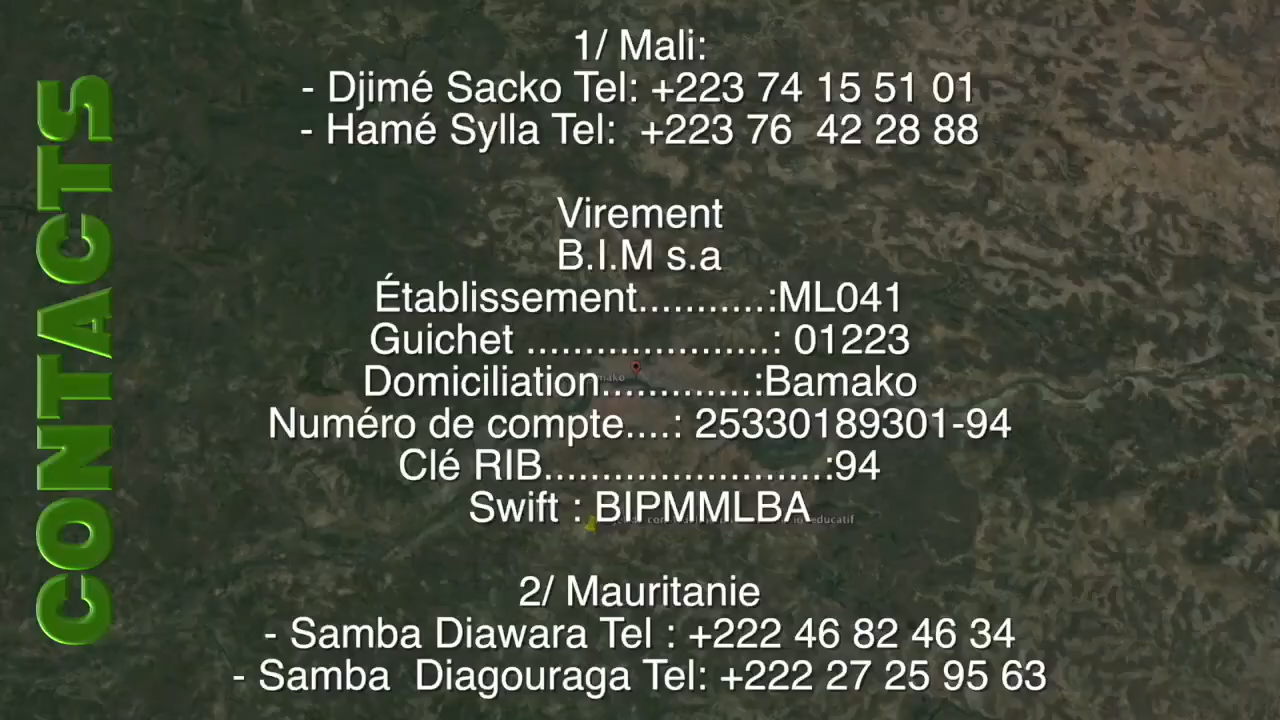 CONTACTS
1/ Mali:
- Djimé Sacko Tel: +223 74 15 51 01
- Hamé Sylla Tel:  +223 76  42 28 88
Virement
B.I.M s.a
Établissement...........:ML041
Guichet .....................: 01223
Domiciliation.............:Bamako
Numéro de compte....: 25330189301-94
Clé RIB........................:94
Swift : BIPMMLBA
educatif
2/ Mauritanie
- Samba Diawara Tel : +222 46 82 46 34
- Samba  Diagouraga Tel: +222 27 25 95 63